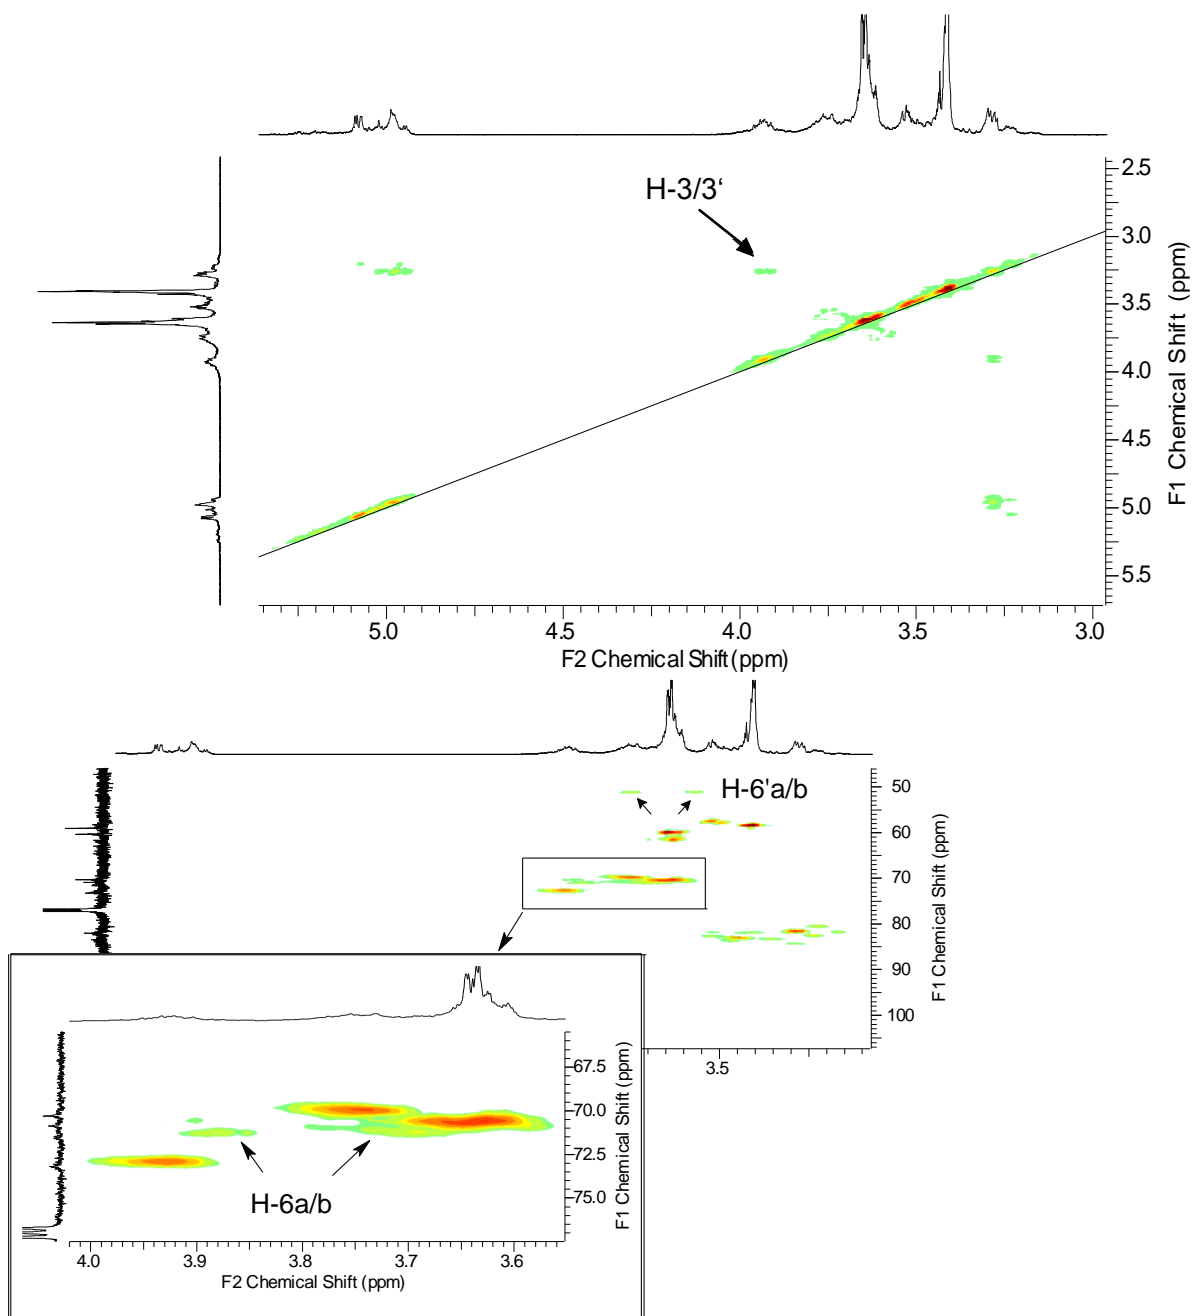 H-3/3‘
2.5
3.0
3.5
4.0
4.5
5.0
5.5
F1 Chemical Shift (ppm)
5.0 4.5 4.0 3.5 3.0
F2 Chemical Shift (ppm)
H-6'a/b
50
60
70
80
90
100
F1 Chemical Shift (ppm)
3.5
67.5
70.0
72.5
75.0
F1 Chemical Shift (ppm)
H-6a/b
4.0 3.9 3.8 3.7 3.6
F2 Chemical Shift (ppm)